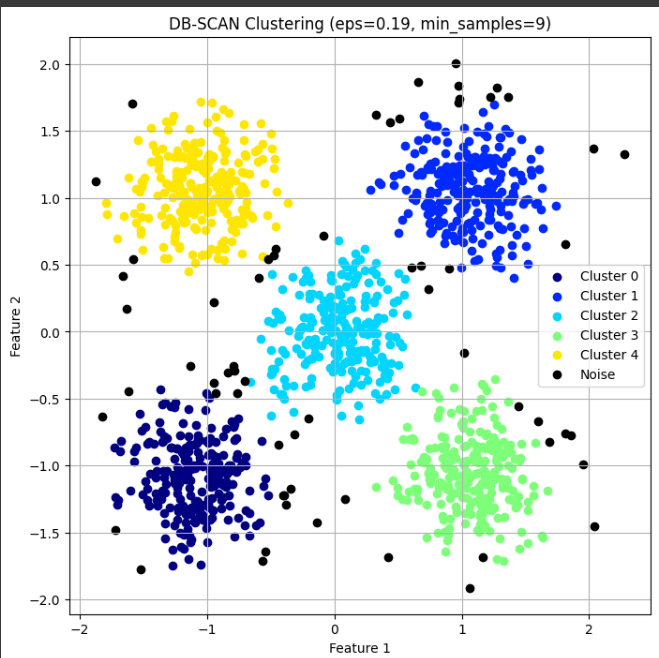 DB-SCAN Clustering (eps=0.19, min_samples=9)
2.0
1.5
1.0
0.5
0.0
−0.5
−1.0
−1.5
−2.0
Feature 2
Cluster 0
Cluster 1
Cluster 2
Cluster 3
Cluster 4
Noise
−2 −1 0 1 2
Feature 1